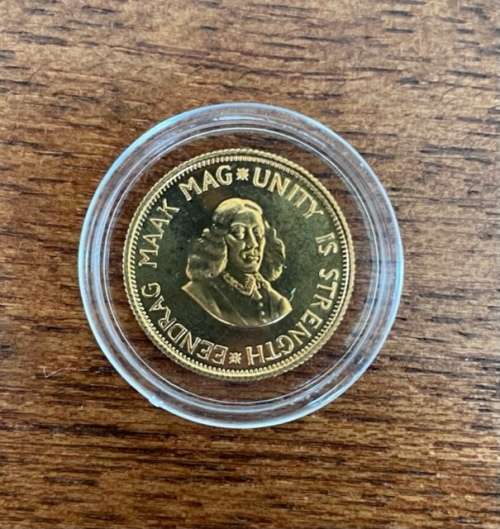 EENDRAG MAAK MAG * UNITY IS STRENGTH *